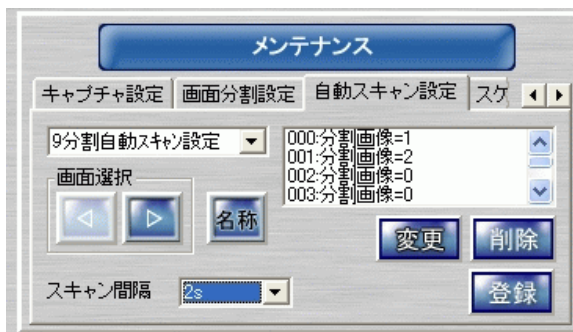 メンテナンス
キャプチャ設定 画面分割設定 自動スキャン設定 スケ
9分割自動スキャン設定
000:分割画像=1
001:分割画像=2
002:分割画像=0
003:分割画像=0
画面選択
名称
変更 削除
スキャン間隔 2s
登録